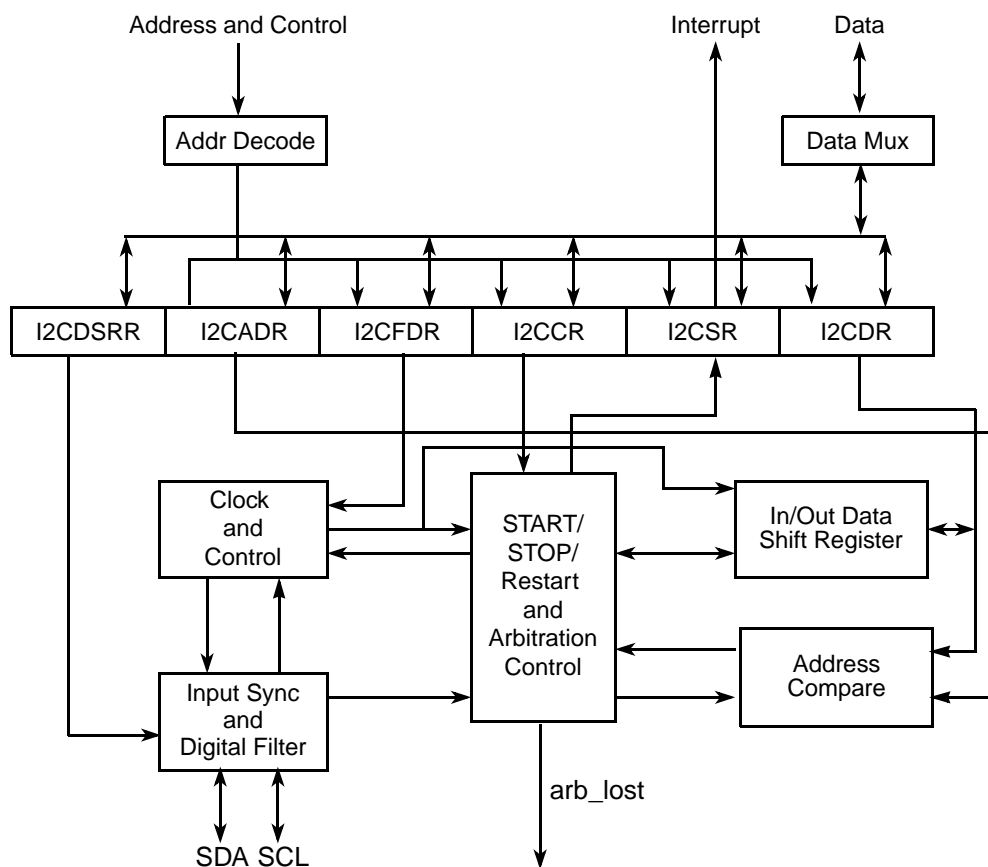 Address and Control
Interrupt
Data
Addr Decode
Data Mux
I2CDSRR
I2CADR
I2CFDR
I2CCR
I2CSR
I2CDR
Clock
and
Control
START/
STOP/
Restart
and
Arbitration
Control
In/Out Data
Shift Register
Input Sync
and
Digital Filter
Address
Compare
arb_lost
SDA
SCL